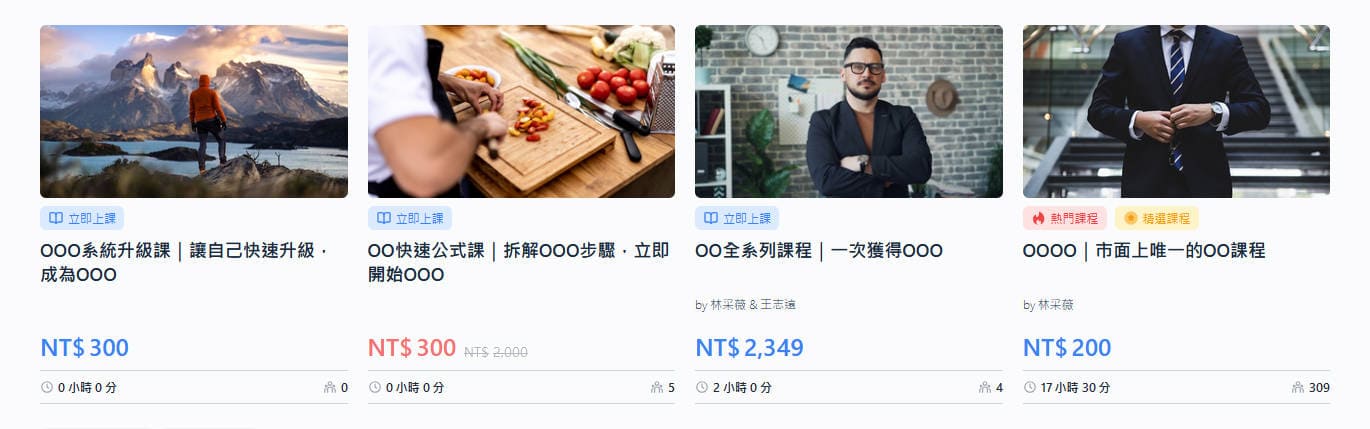 立即上課
OOO系統升級課｜讓自己快速升級．
成為OOO
NT$ 300
0 小時 0 分
0
立即上課
OO快速公式課｜拆解OOO步驟．立即
開始OOO
NT$ 300 NT$ 2,000
0 小時 0 分
5
立即上課
OO全系列課程｜一次獲得OOO
by 林采薇 & 王志遠
NT$ 2,349
2 小時 0 分
4
熱門課程 精選課程
OOOO｜市面上唯一的OO課程
by 林采薇
NT$ 200
17 小時 30 分
309